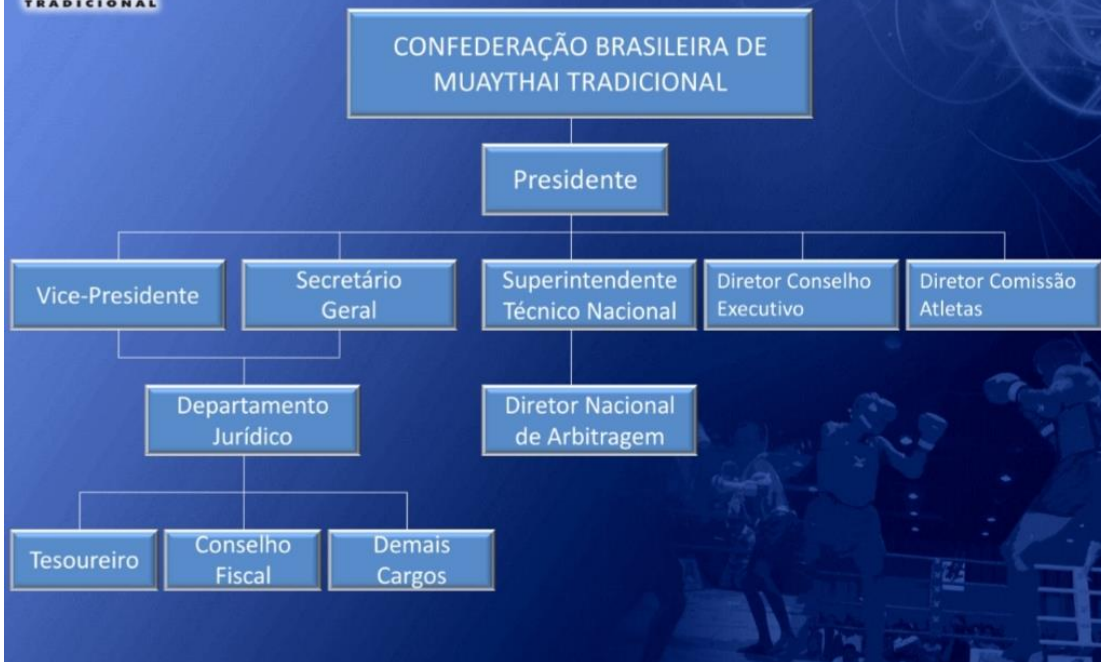 TRADICIONAL
CONFEDERAÇÃO BRASILEIRA DE
MUAYTHAI TRADICIONAL
Presidente
Vice-Presidente
Secretário
Geral
Superintendente
Técnico Nacional
Diretor Conselho
Executivo
Diretor Comissão
Atletas
Departamento
Jurídico
Diretor Nacional
de Arbitragem
Tesoureiro
Conselho
Fiscal
Demais
Cargos